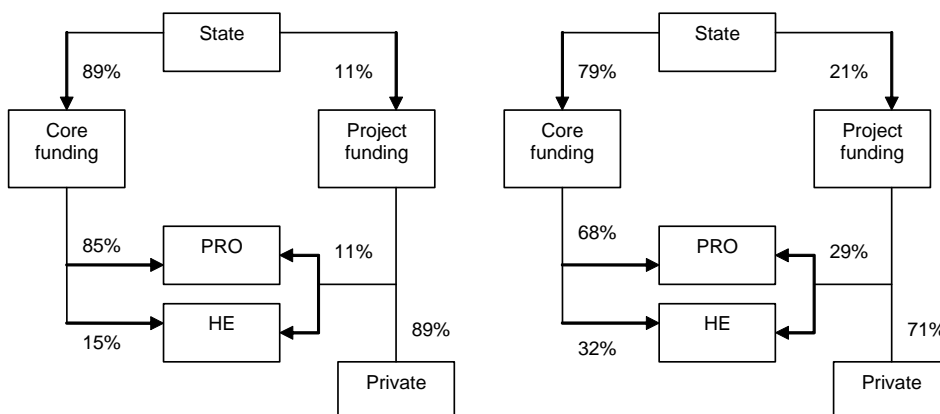 State
89%
11%
Core
funding
Project
funding
85%
PRO
11%
HE
15%
89%
Private
State
79%
21%
Core
funding
Project
funding
68%
PRO
29%
HE
32%
71%
Private